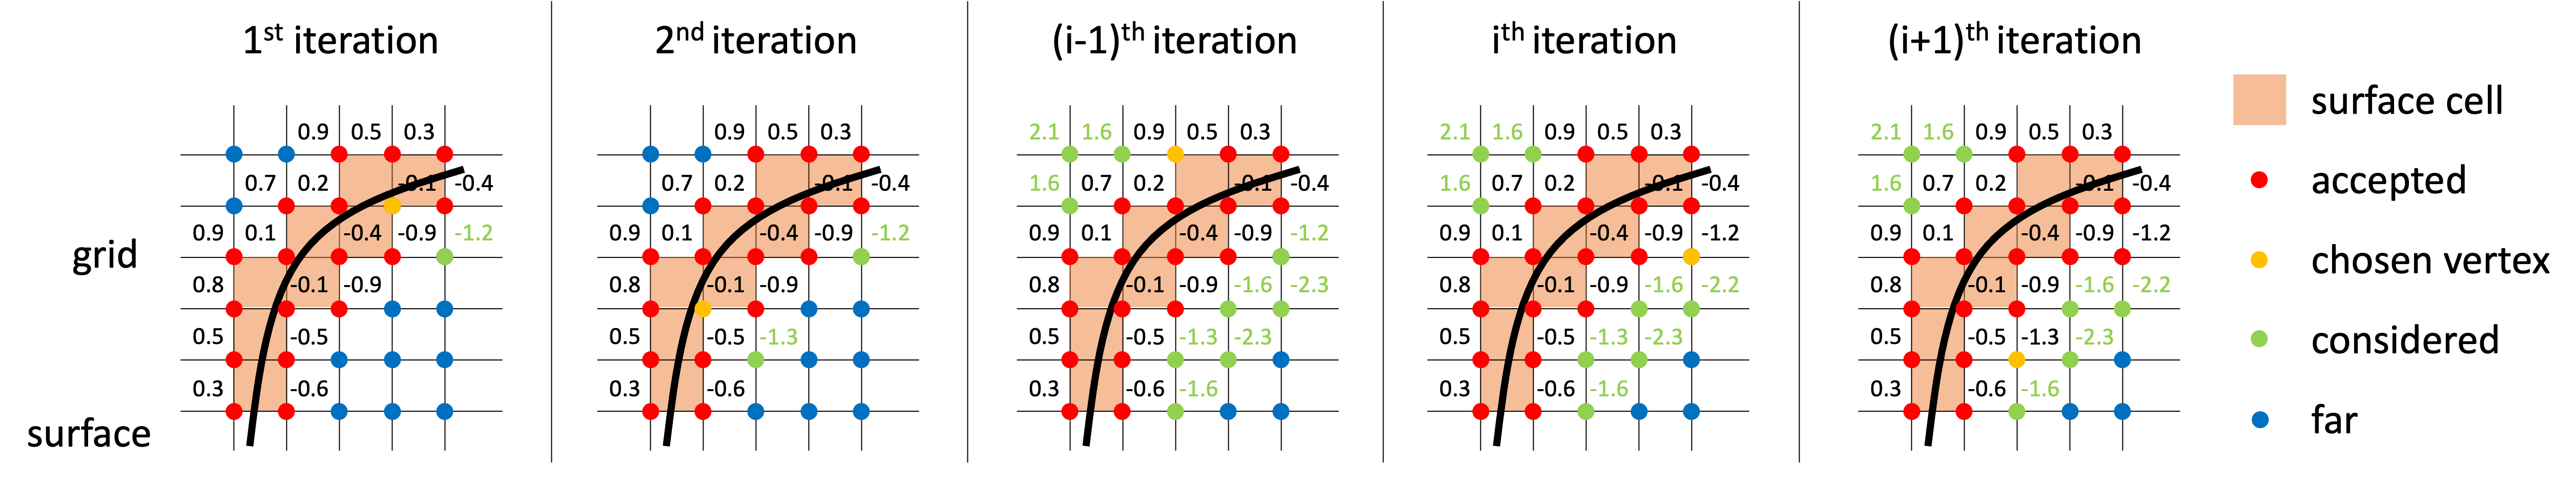 1st iteration
0.9 0.5 0.3
0.7 0.2 -0.1 -0.4
0.9 0.1 -0.4 -0.9 -1.2
0.8 -0.1 -0.9
0.5 -0.5
0.3 -0.6
grid
surface
2nd iteration
0.9 0.5 0.3
0.7 0.2 -0.1 -0.4
0.9 0.1 -0.4 -0.9 -1.2
0.8 -0.1 -0.9
0.5 -0.5 -1.3
0.3 -0.6
(i-1)th iteration
2.1 1.6 0.9 0.5 0.3
1.6 0.7 0.2 -0.1 -0.4
0.9 0.1 -0.4 -0.9 -1.2
0.8 -0.1 -0.9 -1.6 -2.3
0.5 -0.5 -1.3 -2.3
0.3 -0.6 -1.6
ith iteration
2.1 1.6 0.9 0.5 0.3
1.6 0.7 0.2 -0.1 -0.4
0.9 0.1 -0.4 -0.9 -1.2
0.8 -0.1 -0.9 -1.6 -2.2
0.5 -0.5 -1.3 -2.3
0.3 -0.6 -1.6
(i+1)th iteration
2.1 1.6 0.9 0.5 0.3
1.6 0.7 0.2 -0.1 -0.4
0.9 0.1 -0.4 -0.9 -1.2
0.8 -0.1 -0.9 -1.6 -2.2
0.5 -0.5 -1.3 -2.3
0.3 -0.6 -1.6
surface cell
accepted
chosen vertex
considered
far